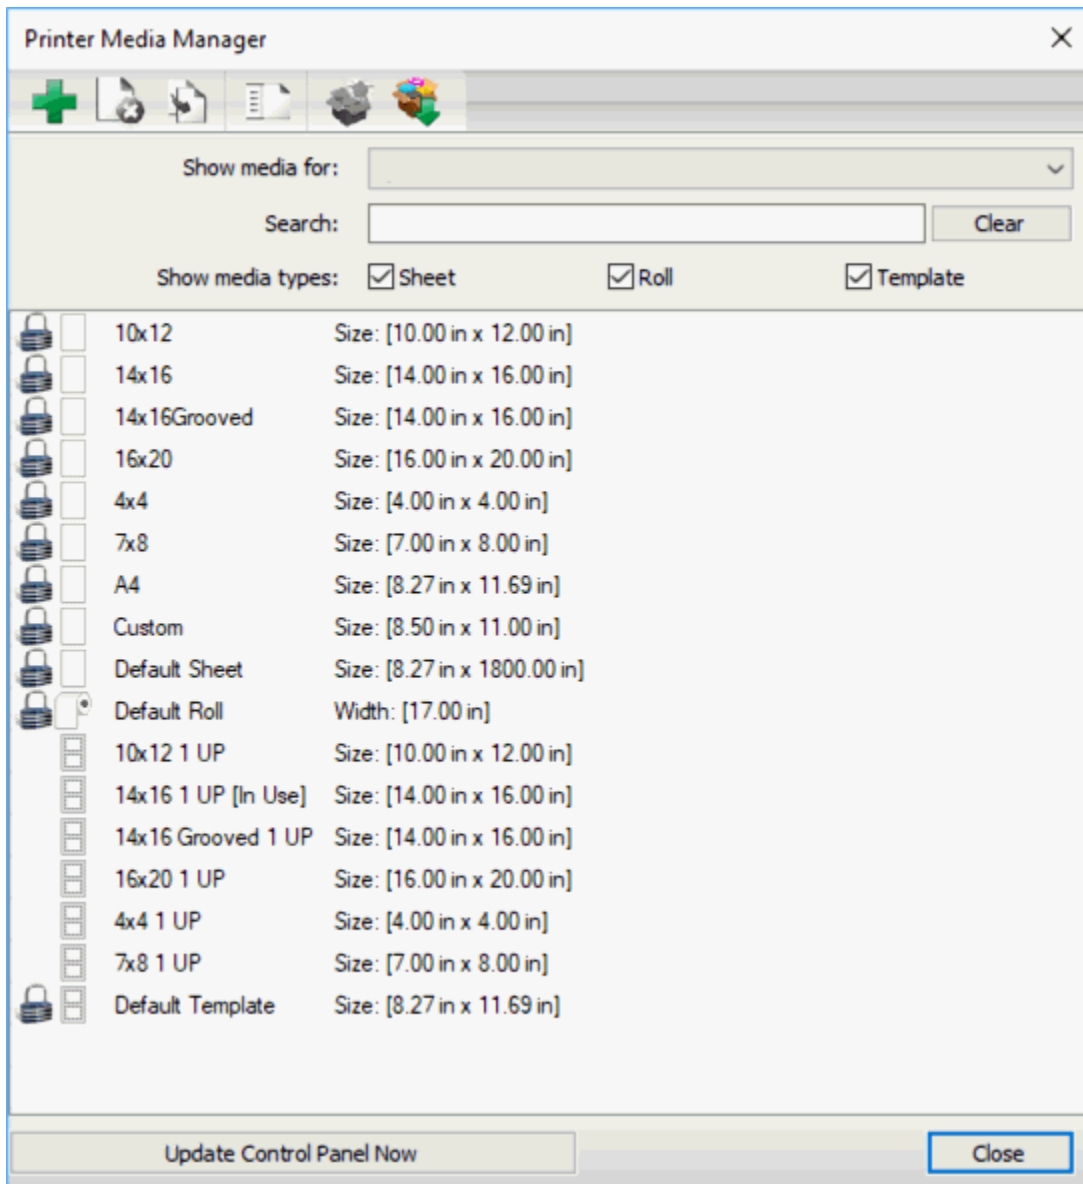 Printer Media Manager
Show media for:
Search: Clear
Show media types: Sheet Roll Template
10x12 Size: [10.00 in x 12.00 in]
14x16 Size: [14.00 in x 16.00 in]
14x16Grooved Size: [14.00 in x 16.00 in]
16x20 Size: [16.00 in x 20.00 in]
4x4 Size: [4.00 in x 4.00 in]
7x8 Size: [7.00 in x 8.00 in]
A4 Size: [8.27 in x 11.69 in]
Custom Size: [8.50 in x 11.00 in]
Default Sheet Size: [8.27 in x 1800.00 in]
Default Roll Width: [17.00 in]
10x12 1 UP Size: [10.00 in x 12.00 in]
14x16 1 UP [In Use] Size: [14.00 in x 16.00 in]
14x16 Grooved 1 UP Size: [14.00 in x 16.00 in]
16x20 1 UP Size: [16.00 in x 20.00 in]
4x4 1 UP Size: [4.00 in x 4.00 in]
7x8 1 UP Size: [7.00 in x 8.00 in]
Default Template Size: [8.27 in x 11.69 in]
Update Control Panel Now Close